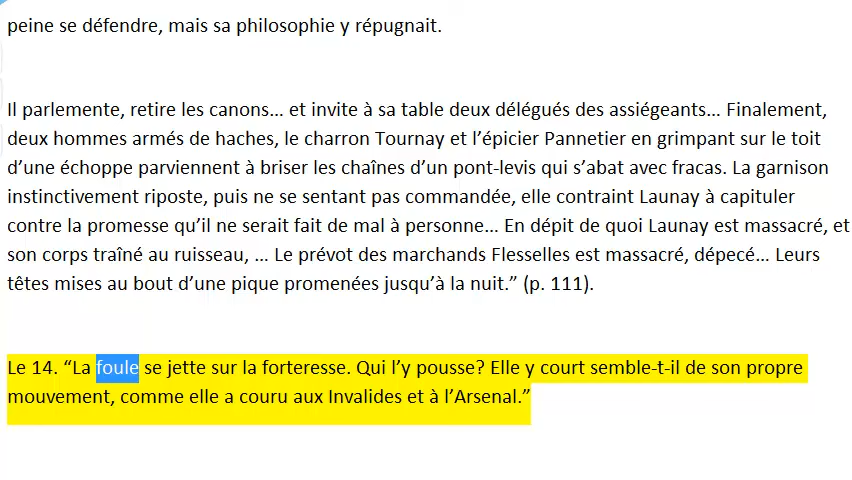 peine se défendre, mais sa philosophie y répugnait.
Il parlemente, retire les canons… et invite à sa table deux délégués des assiégeants… Finalement,
deux hommes armés de haches, le charron Tournay et l’épicier Pannetier en grimpant sur le toit
d’une échoppe parviennent à briser les chaînes d’un pont-levis qui s’abat avec fracas. La garnison
instinctivement riposte, puis ne se sentant pas commandée, elle contraint Launay à capituler
contre la promesse qu’il ne serait fait de mal à personne… En dépit de quoi Launay est massacré, et
son corps traîné au ruisseau, … Le prévot des marchands Flesselles est massacré, dépecé… Leurs
têtes mises au bout d’une pique promenées jusqu’à la nuit.” (p. 111).
Le 14. “La foule se jette sur la forteresse. Qui l’y pousse? Elle y court semble-t-il de son propre
mouvement, comme elle a couru aux Invalides et à l’Arsenal.”